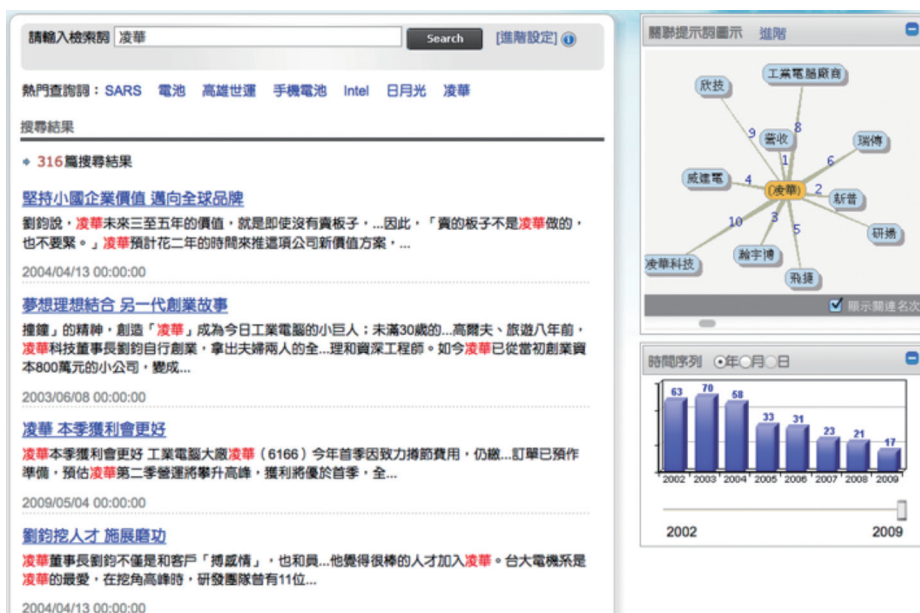 請輸入檢索詞 凌華 Search [進階設定]
熱門查詢詞：SARS 電池 高雄世運 手機電池 Intel 日月光 凌華
搜尋結果
316篇搜尋結果
堅持小國企業價值 邁向全球品牌
劉鈞說，凌華未來三至五年的價值，就是即使沒有賣板子，...因此，「賣的板子不是凌華做的，
也不要緊。」凌華預計花二年的時間來推這項公司新價值方案，...
2004/04/13 00:00:00
夢想理想結合 另一代創業故事
撞鐘」的精神，創造「凌華」成為今日工業電腦的小巨人：未滿30歲的...高爾夫、旅遊八年前，
凌華科技董事長劉鈞自行創業，拿出夫婦兩人的全...理和資深工程師。如今凌華已從當初創業資
本800萬元的小公司，變成...
2003/06/08 00:00:00
凌華 本季獲利會更好
凌華本季獲利會更好 工業電腦大廠凌華（6166）今年首季因致力撙節費用，仍繳...訂單已預作
準備，預估凌華第二季營運將攀升高峰，獲利將優於首季，全...
2009/05/04 00:00:00
劉鈞挖人才 施展磨功
凌華董事長劉鈞不僅是和客戶「搏感情」，也和員...他覺得很棒的人才加入凌華。台大電機系是
凌華的最愛，在挖角高峰時，研發團隊曾有11位...
2004/04/13 00:00:00
關聯提示詞圖示 進階
工業電腦廠商
欣技
9 8
營收 瑞傳
1 6
威達電 4 (凌華) 2 新普
10 3 5 研揚
凌華科技 瀚宇博
飛捷
顯示關連名次
時間序列 年 月 日
63 70 58 33 31 23 21 17
2002 2003 2004 2005 2006 2007 2008 2009
2002 2009